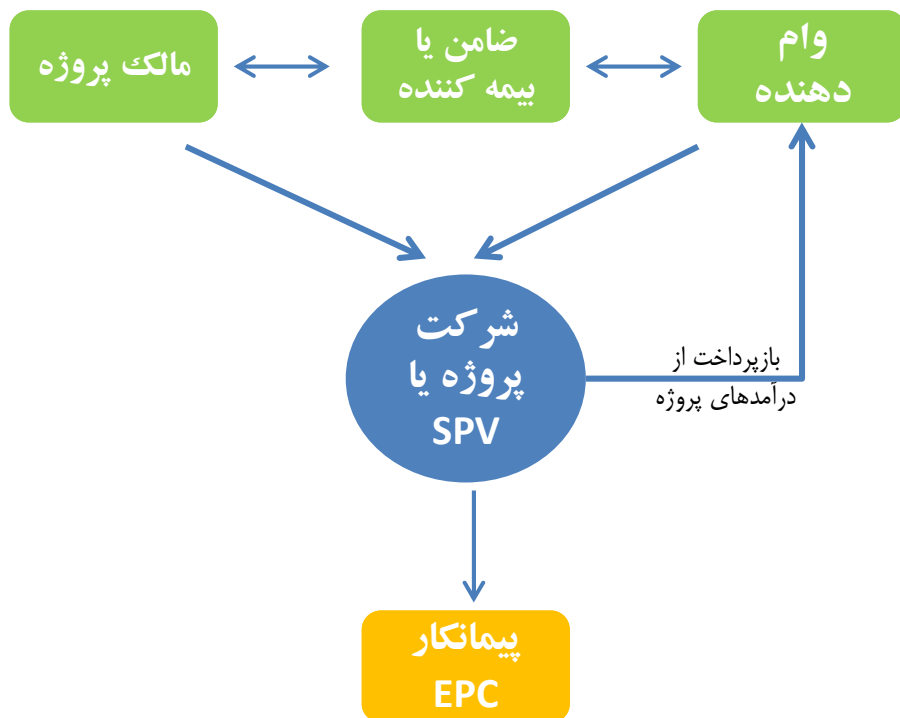 وام
دهنده
ضامن یا
بیمه کننده
مالک پروژه
شرکت
پروژه یا
SPV
بازپرداخت از
درآمدهای پروژه
پیمانکار
EPC